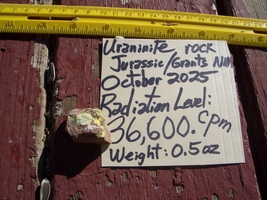 Uraninite rock
Jurassic/Grants NM
October 2025
Radiation Level:
36,600. Cpm
Weight: 0.5 oz